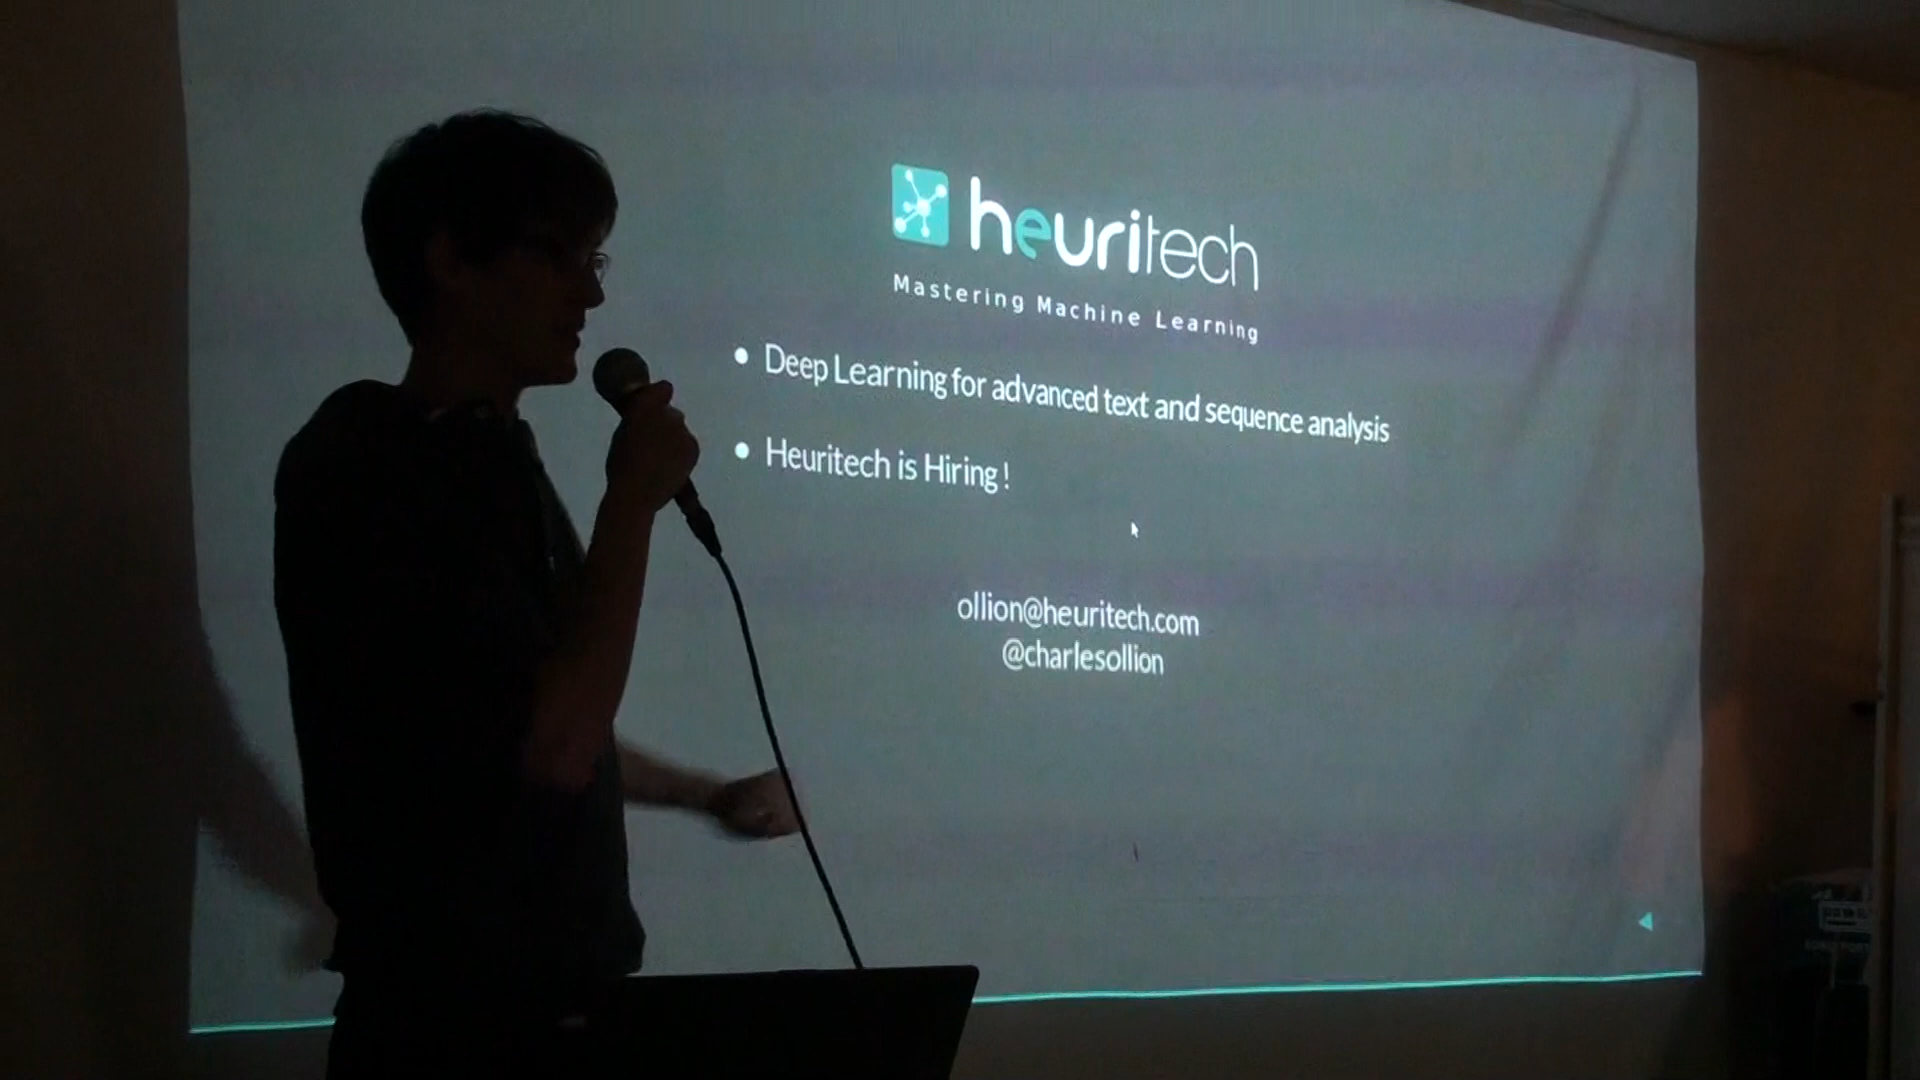 heuritech
Mastering Machine Learning
• Deep Learning for advanced text and sequence analysis
• Heuritech is Hiring !
ollion@heuritech.com
@charlesollion